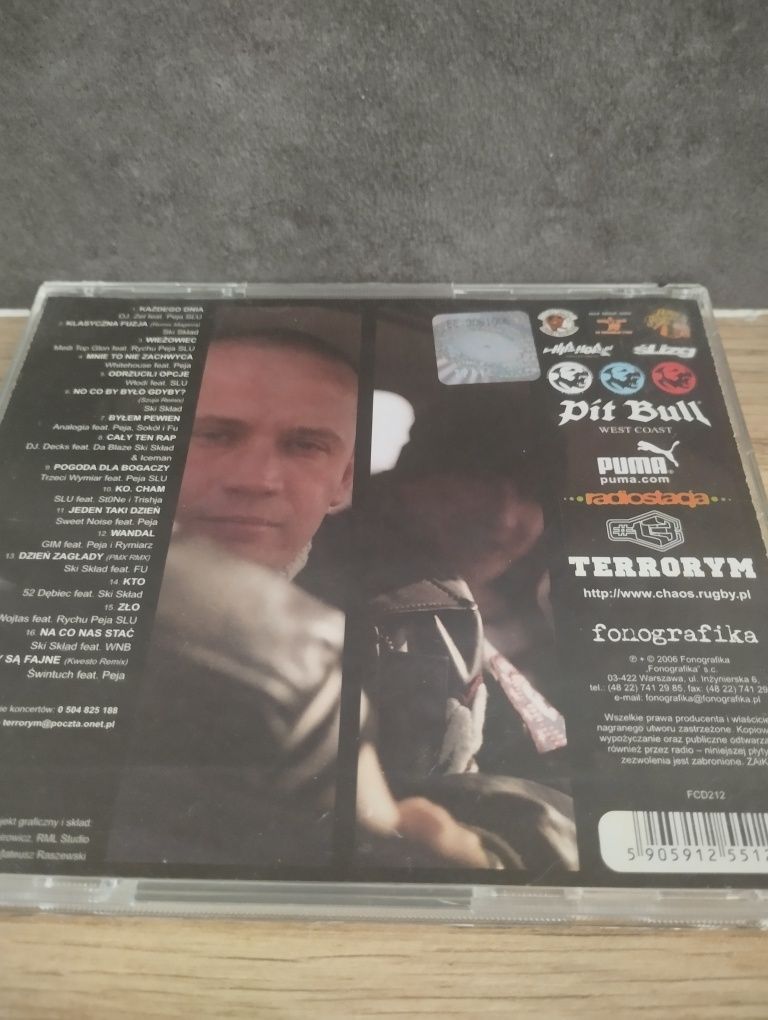 1. KAŻDEGO DNIA
DJ. Zel feat. Peja SLU
2. KLASYCZNA FUZJA (Remix Magiera)
Ski Skład
3. WIEŻOWIEC
Medi Top Glon feat. Rychu Peja SLU
4. MNIE TO NIE ZACHWYCA
Whitehouse feat. Peja
5. ODRZUCILI OPCJE
Włodi feat. SLU
6. NO CO BY BYŁO GDYBY?
(Szuja Remix)
Ski Skład
7. BYŁEM PEWIEN
Analogia feat. Peja, Sokół i Fu
8. CAŁY TEN RAP
DJ. Decks feat. Da Blaze Ski Skład
& Iceman
9. POGODA DLA BOGACZY
Trzeci Wymiar feat. Peja SLU
10. KO. CHAM
SLU feat. St0Ne i Trishja
11. JEDEN TAKI DZIEŃ
Sweet Noise feat. Peja
12. WANDAL
GIM feat. Peja i Rymiarz
13. DZIEŃ ZAGŁADY (PMX RMX)
Ski Skład feat. FU
14. KTO
52 Dębiec feat. Ski Skład
15. ZŁO
Wojtas feat. Rychu Peja SLU
16. NA CO NAS STAĆ
Ski Skład feat. WNB
SĄ FAJNE (Kwesto Remix)
Świntuch feat. Peja
koncertów: 0 504 825 188
terrorym@poczta.onet.pl
graficzny i skład:
RML Studio
Mateusz Raszewski
Pit Bull
WEST COAST
PUMA
puma.com
radiostacja
TERRORYM
http://www.chaos.rugby.pl
fonografika
℗ + © 2006 Fonografika
„Fonografika" s.c.
03-422 Warszawa, ul. Inżynierska 6,
tel.: (48 22) 741 29 85, fax: (48 22) 741 29
e-mail: fonografika@fonografika.pl
Wszelkie prawa producenta i właściciela
nagranego utworu zastrzeżone. Kopiowanie
wypożyczanie oraz publiczne odtwarzanie
również przez radio – niniejszej płyty
zezwolenia jest zabronione. ZAiKS
FCD212
5 905912 5512